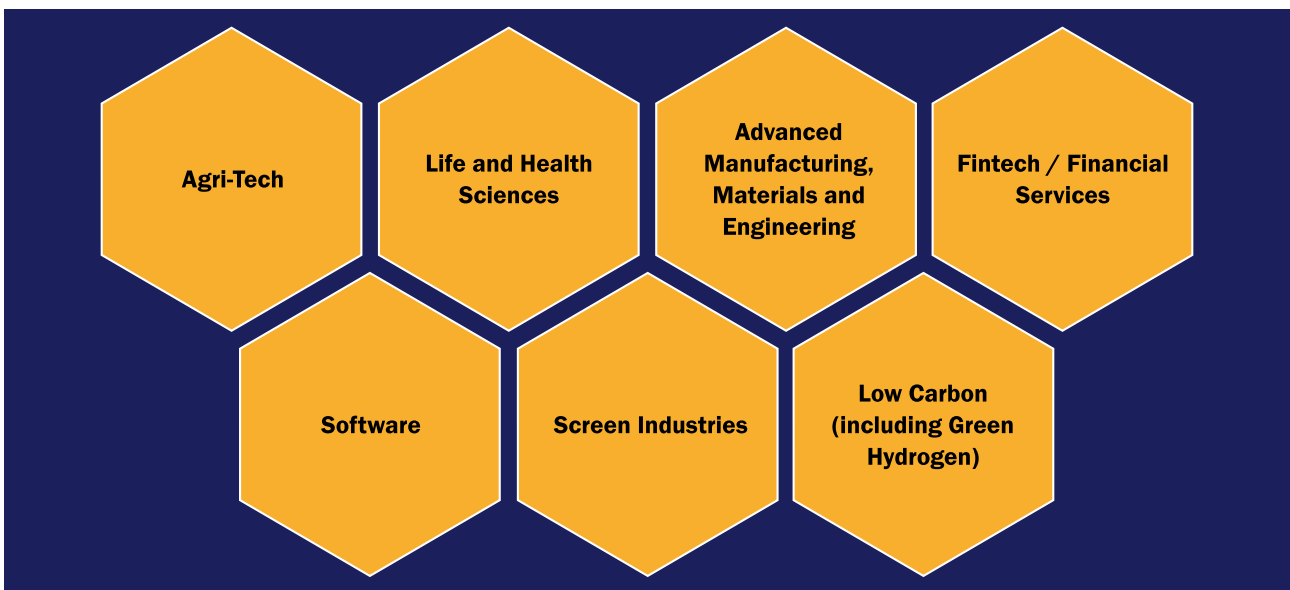 Agri-Tech
Life and Health
Sciences
Advanced
Manufacturing,
Materials and
Engineering
Fintech / Financial
Services
Software
Screen Industries
Low Carbon
(including Green
Hydrogen)